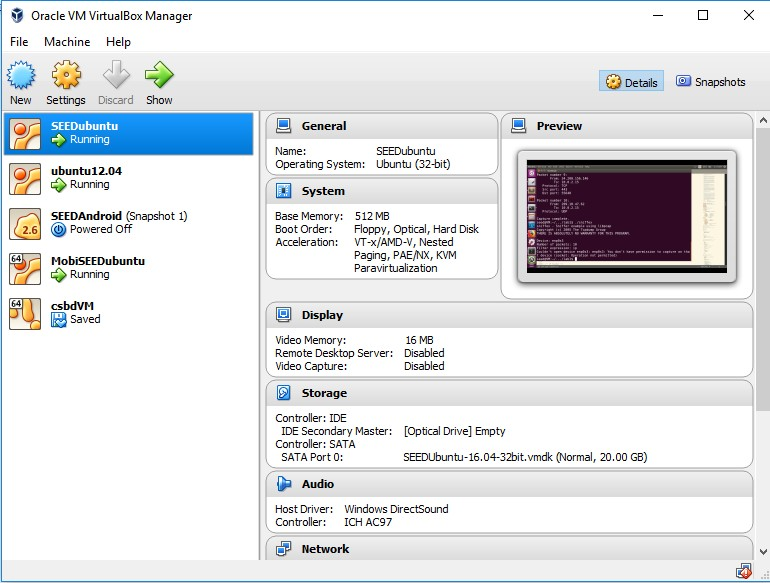 Oracle VM VirtualBox Manager
File Machine Help
New Settings Discard Show
Details Snapshots
SEEDubuntu
Running
ubuntu12.04
Running
SEEDAndroid (Snapshot 1)
2.6
Powered Off
64
MobiSEEDubuntu
Running
64
csbdVM
Saved
General
Name: SEEDubuntu
Operating System: Ubuntu (32-bit)
System
Base Memory: 512 MB
Boot Order: Floppy, Optical, Hard Disk
Acceleration: VT-x/AMD-V, Nested
Paging, PAE/NX, KVM
Paravirtualization
Preview
Display
Video Memory: 16 MB
Remote Desktop Server: Disabled
Video Capture: Disabled
Storage
Controller: IDE
IDE Secondary Master: [Optical Drive] Empty
Controller: SATA
SATA Port 0: SEEDUbuntu-16.04-32bit.vmdk (Normal, 20.00 GB)
Audio
Host Driver: Windows DirectSound
Controller: ICH AC97
Network